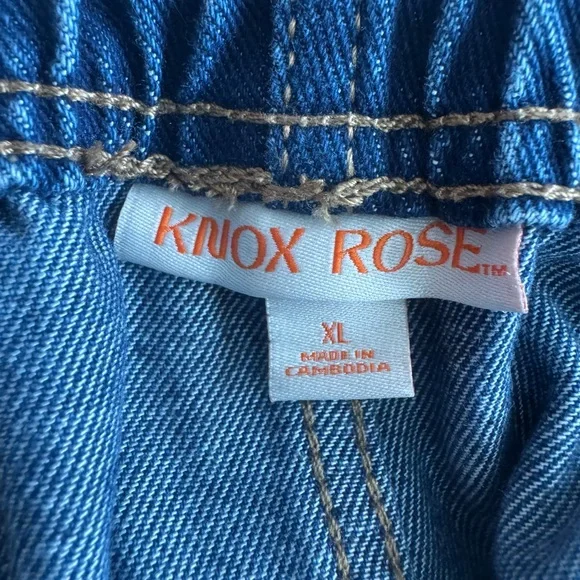 KNOX ROSE™
XL
MADE IN
CAMBODIA